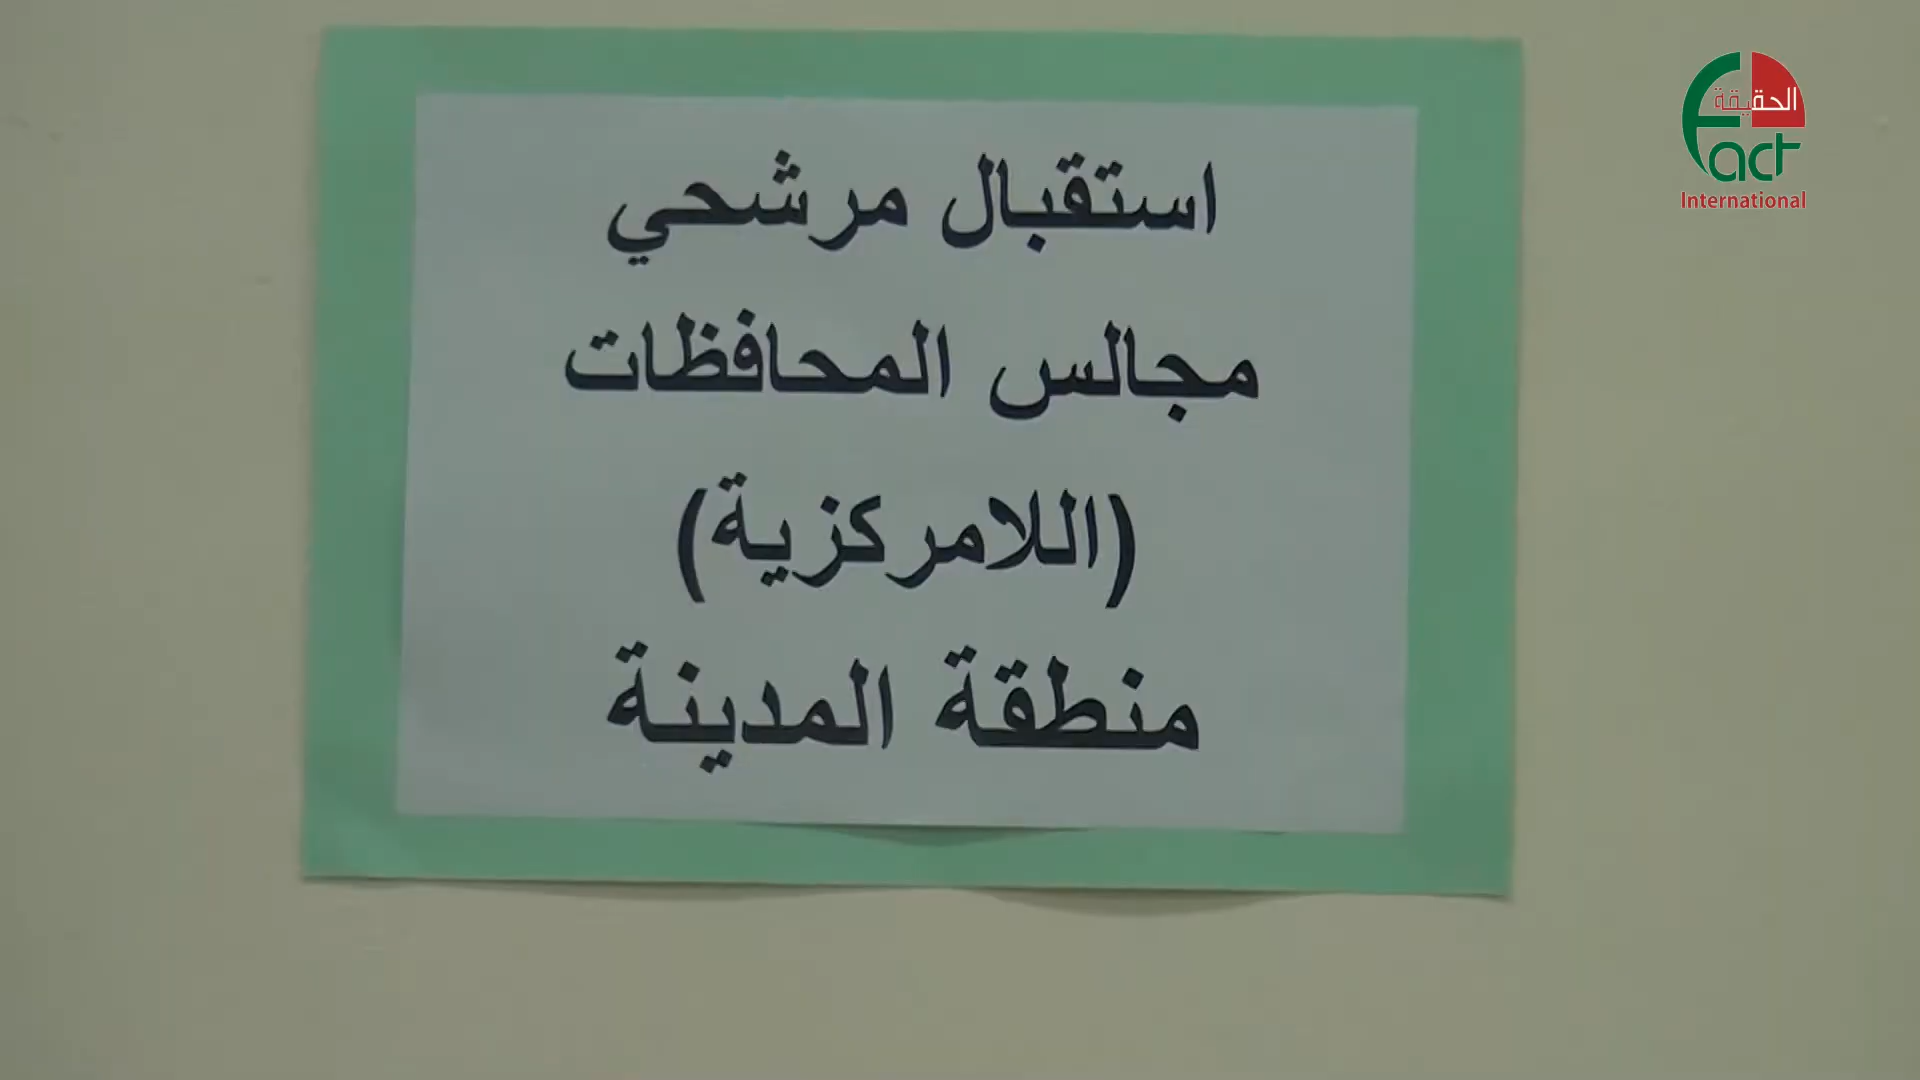 استقبال مرشحي
مجالس المحافظات
(اللامركزية)
منطقة المدينة
الحقيقة
Fact
International